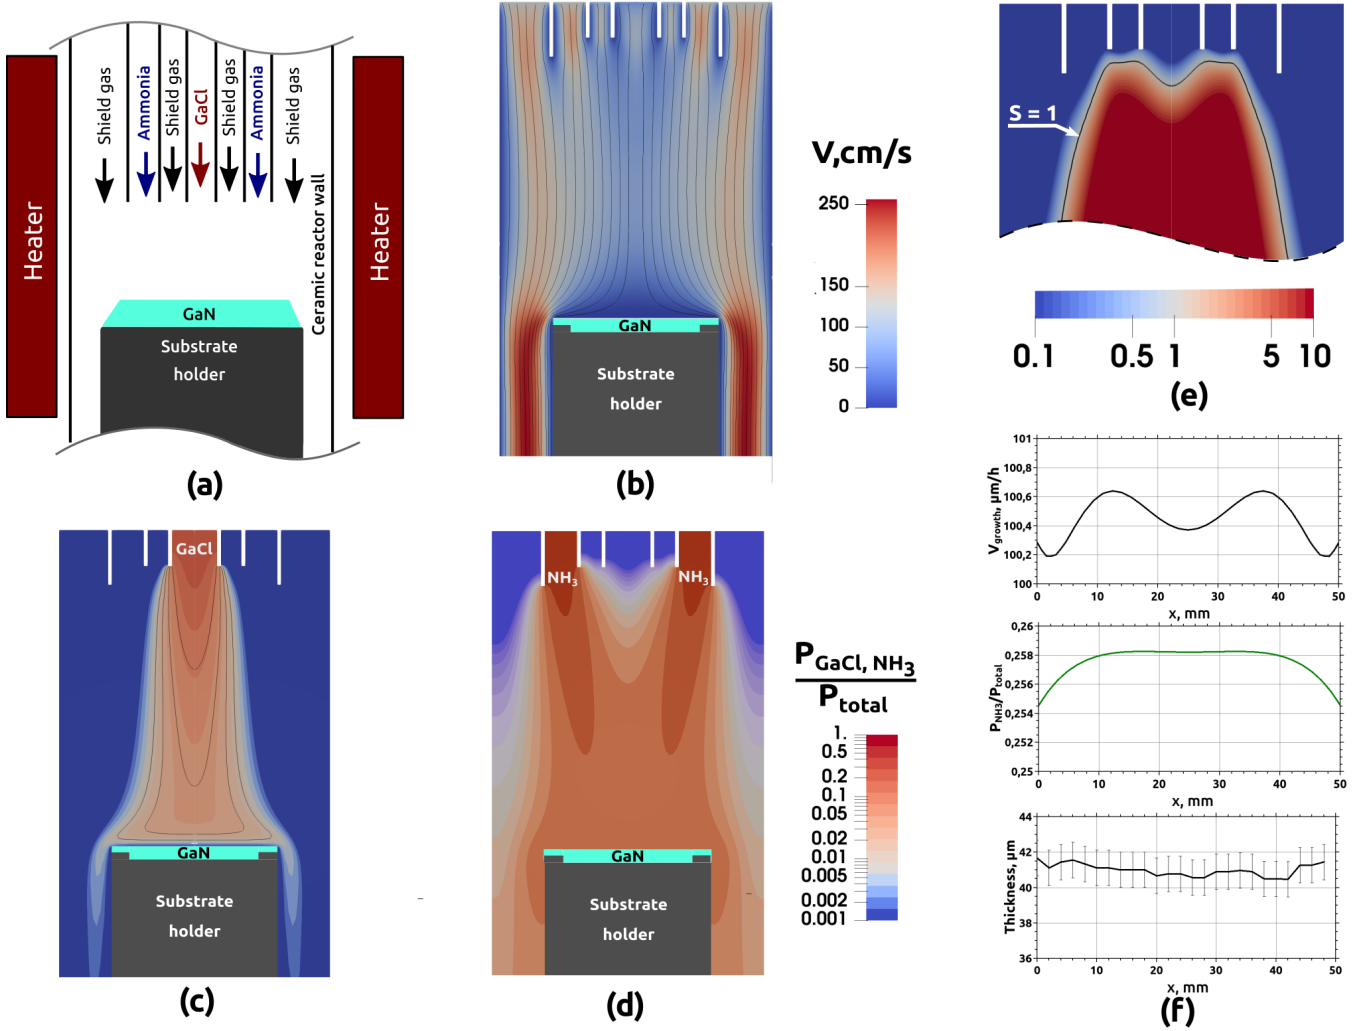 Heater
Shield gas
Ammonia
Shield gas
GaCl
Shield gas
Ammonia
Shield gas
Ceramic reactor wall
Heater
GaN
Substrate
holder
(a)
GaN
Substrate
holder
(b)
V,cm/s
250
150
100
50
0
S = 1
0.1 0.5 1 5 10
(e)
GaCl
GaN
Substrate
holder
(c)
NH3 NH3
GaN
Substrate
holder
(d)
PGaCl, NH3
Ptotal
1.
0.5
0.2
0.1
0.05
0.02
0.01
0.005
0.002
0.001
Vgrowth, µm/h
101
100,8
100,6
100,4
100,2
100
0 10 20 30 40 50
x, mm
PNH3/Ptotal
0,26
0,258
0,256
0,254
0,252
0,25
0 10 20 30 40 50
x, mm
Thickness, µm
44
42
40
38
36
0 10 20 30 40 50
x, mm
(f)